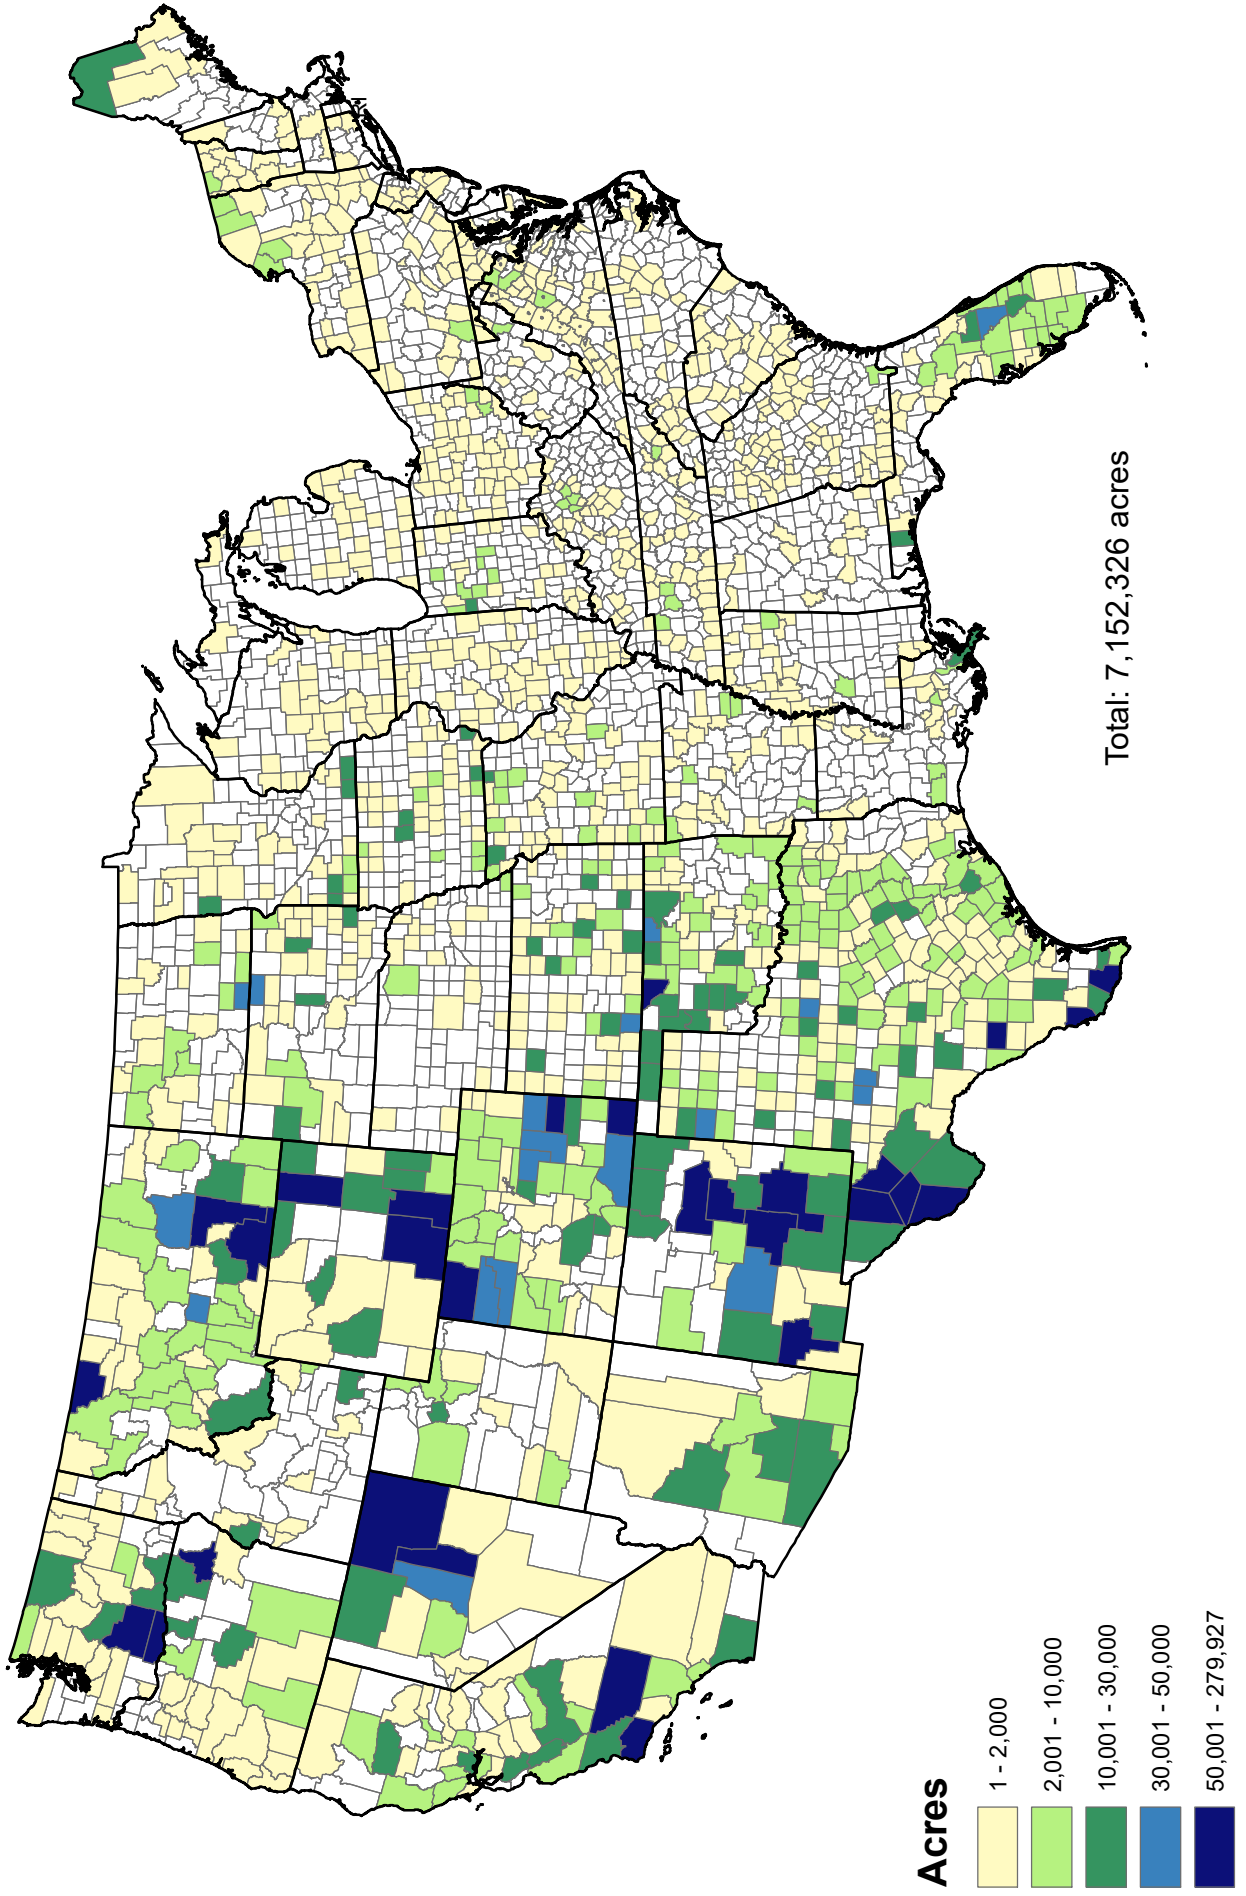 Total: 7,152,326 acres
Acres
1 - 2,000
2,001 - 10,000
10,001 - 30,000
30,001 - 50,000
50,001 - 279,927